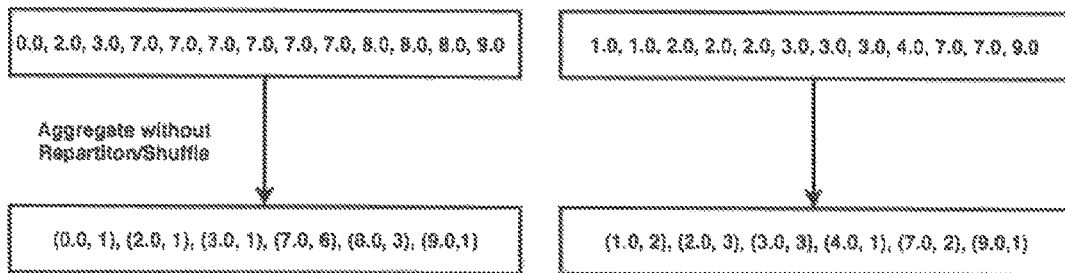 0.0, 2.0, 3.0, 7.0, 7.0, 7.0, 7.0, 7.0, 7.0, 8.0, 8.0, 8.0, 9.0
1.0, 1.0, 2.0, 2.0, 2.0, 3.0, 3.0, 3.0, 4.0, 7.0, 7.0, 9.0
Aggregate without
Repartiton/Shuffle
(0.0, 1), (2.0, 1), (3.0, 1), (7.0, 6), (8.0, 3), (9.0,1)
(1.0, 2), (2.0, 3), (3.0, 3), (4.0, 1), (7.0, 2), (9.0,1)